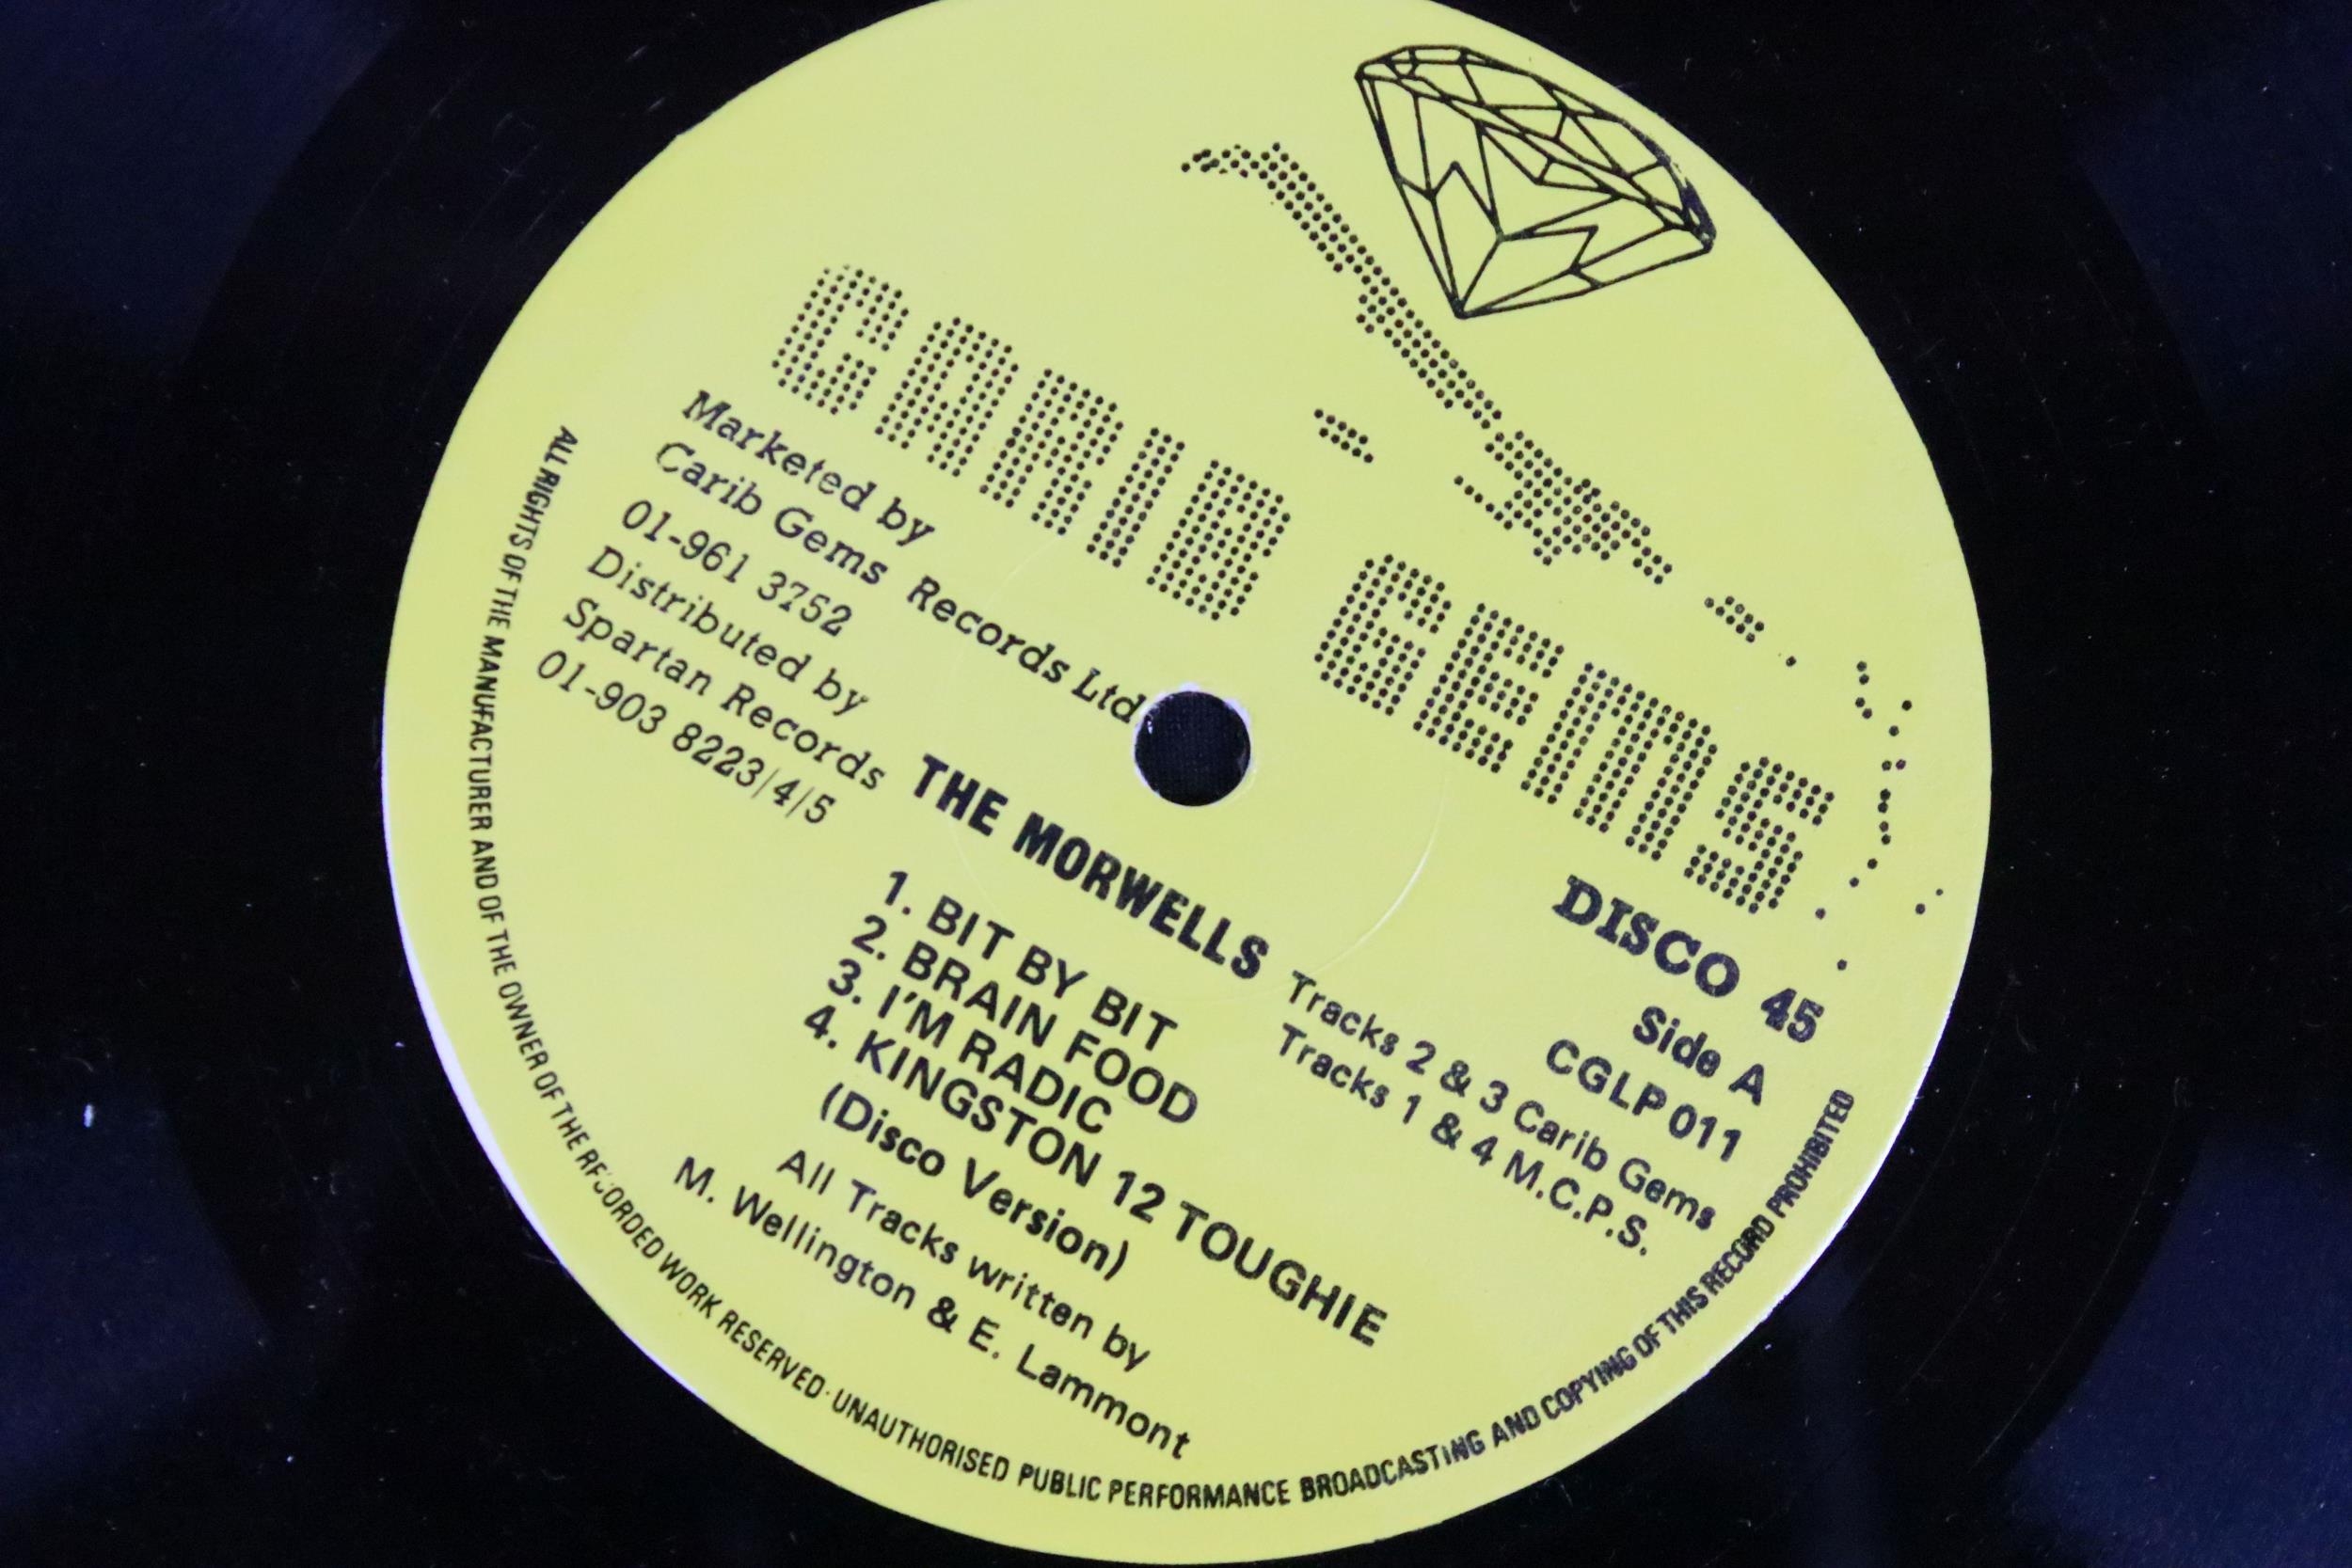 CARIB GEMS
Marketed by
Carib Gems Records Ltd
01-961 3752
Distributed by
Spartan Records
01-903 8223/4/5
DISCO 45
Side A
CGLP 011
Tracks 2 & 3 Carib Gems
Tracks 1 & 4 M.C.P.S.
THE MORWELLS
1. BIT BY BIT
2. BRAIN FOOD
3. I'M RADIC
4. KINGSTON 12 TOUGHIE
(Disco Version)
All Tracks written by
M. Wellington & E. Lammont
ALL RIGHTS OF THE MANUFACTURER AND OF THE OWNER OF THE RECORDED WORK RESERVED · UNAUTHORISED PUBLIC PERFORMANCE BROADCASTING AND COPYING OF THIS RECORD PROHIBITED